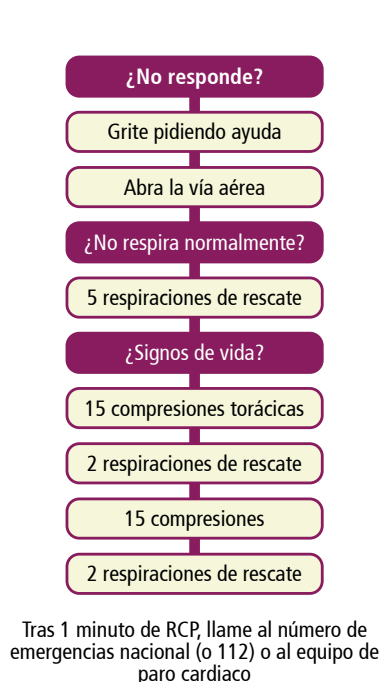 ¿No responde?
Grite pidiendo ayuda
Abra la vía aérea
¿No respira normalmente?
5 respiraciones de rescate
¿Signos de vida?
15 compresiones torácicas
2 respiraciones de rescate
15 compresiones
2 respiraciones de rescate
Tras 1 minuto de RCP, llame al número de
emergencias nacional (o 112) o al equipo de
paro cardiaco